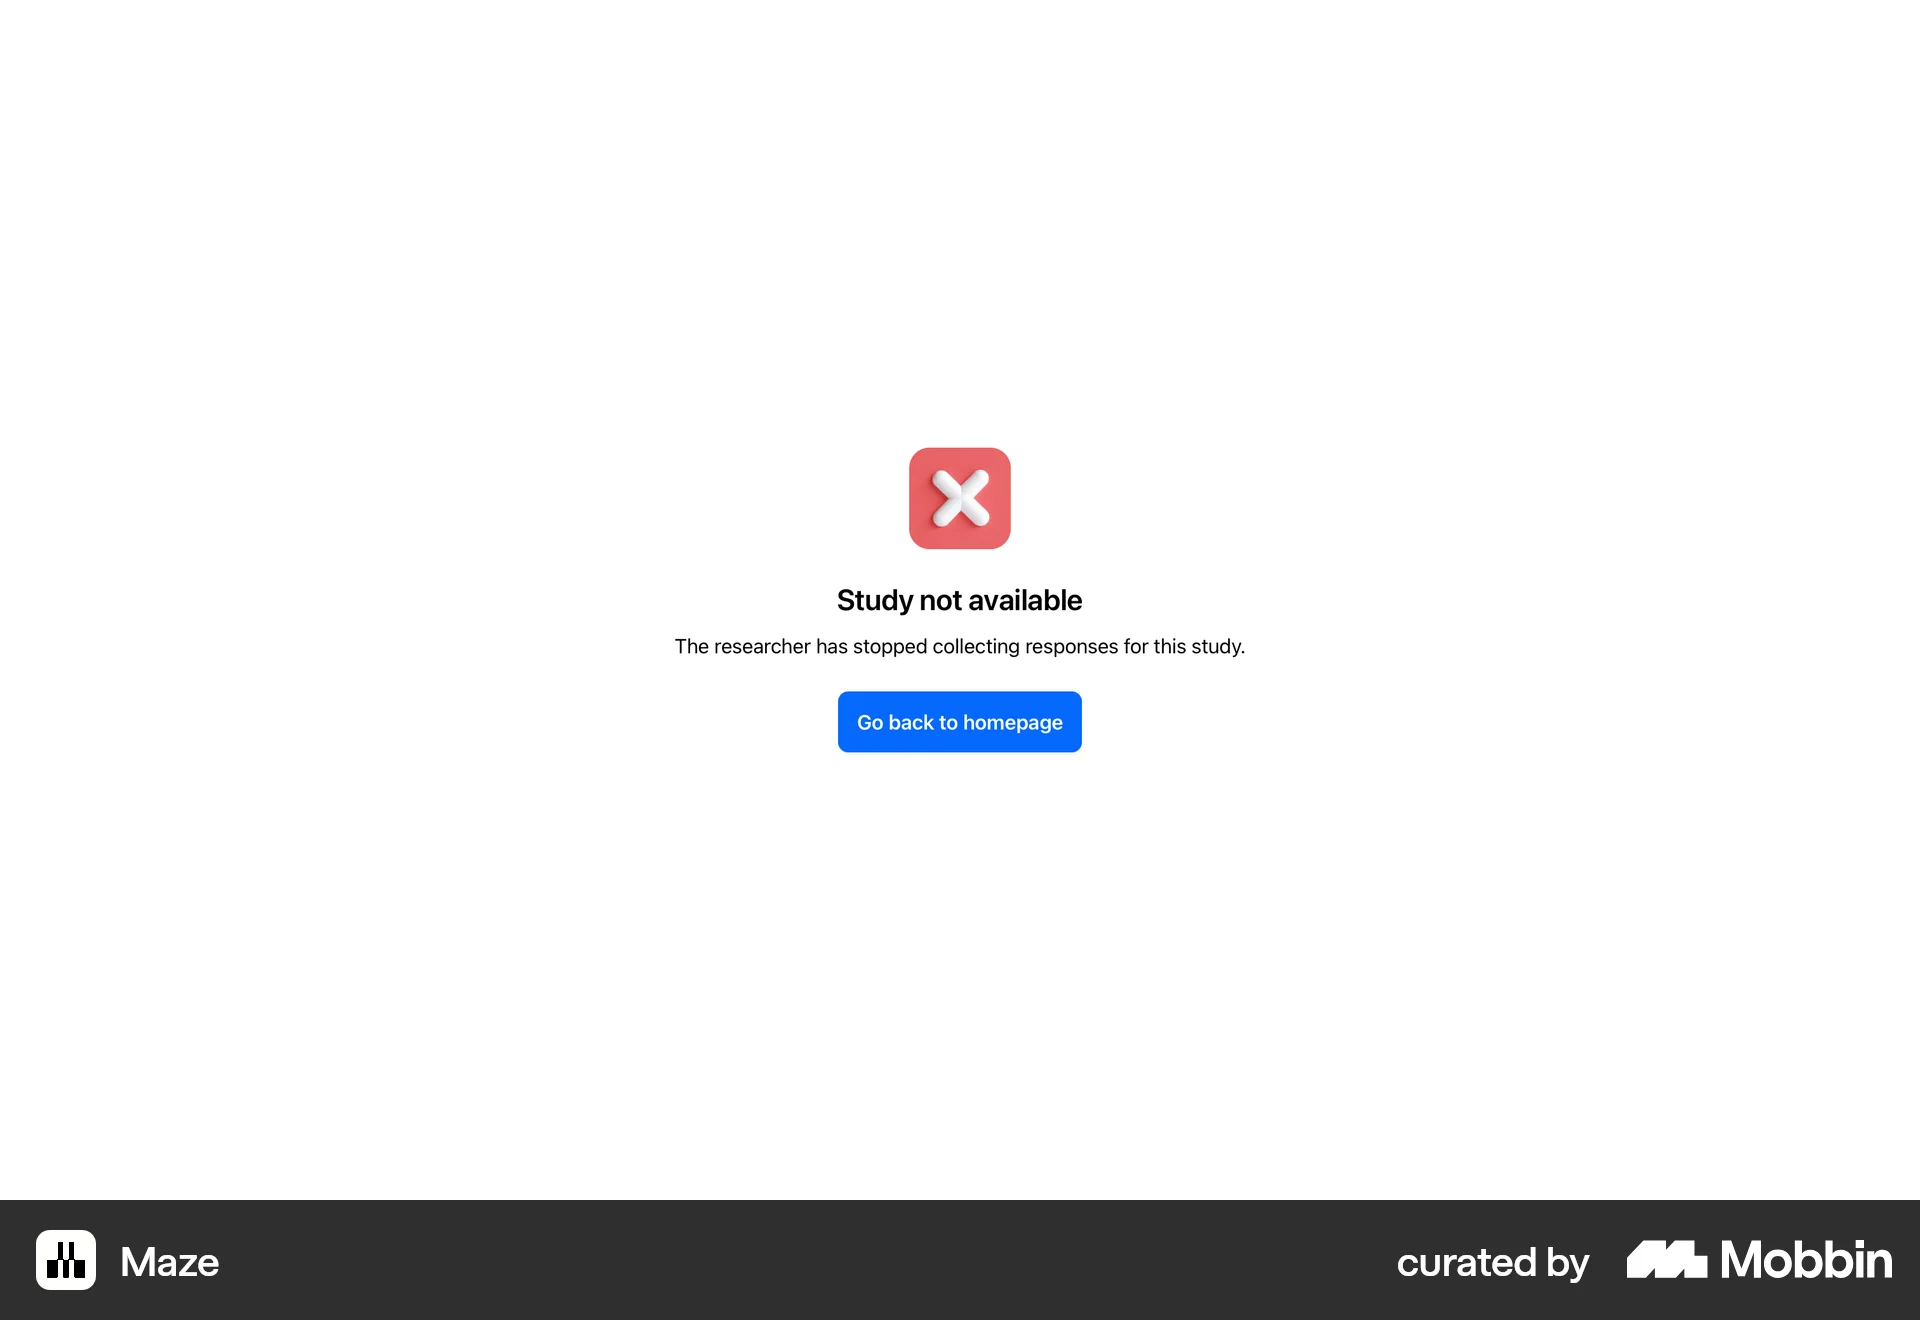 Study not available
The researcher has stopped collecting responses for this study.
Go back to homepage
Maze
curated by Mobbin